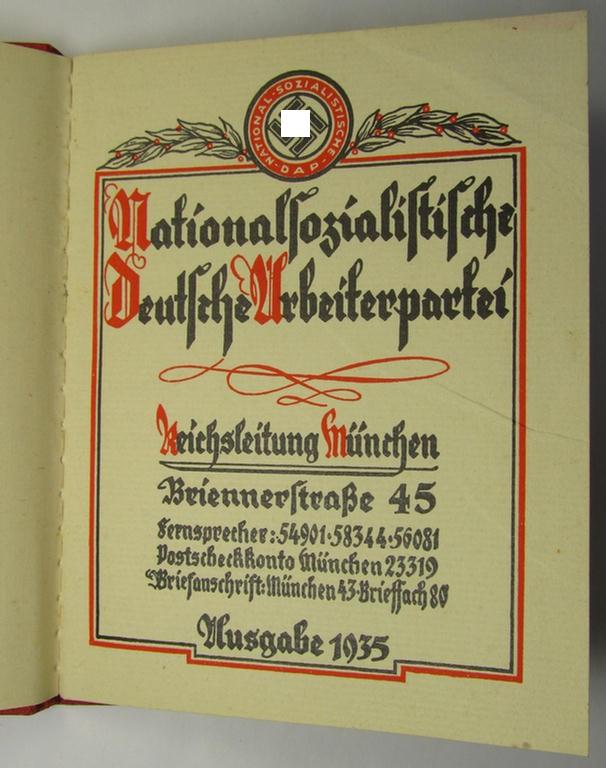 NATIONAL-SOZIALISTISCHE-D.A.P.
Nationalsozialistische
Deutsche Arbeiterpartei
Reichsleitung München
Briennerstraße 45
Fernsprecher: 54901·58344·56081
Postscheckkonto München 23319
Briefanschrift: München 43·Brieffach 80
Ausgabe 1935